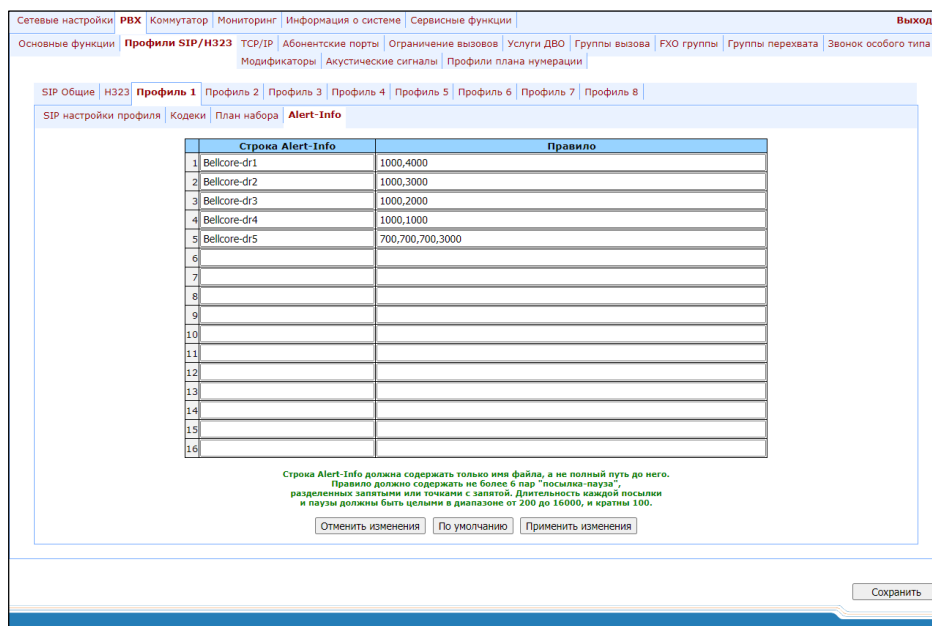 Сетевые настройки PBX Коммутатор Мониторинг Информация о системе Сервисные функции Выход
Основные функции Профили SIP/H323 TCP/IP Абонентские порты Ограничение вызовов Услуги ДВО Группы вызова FXO группы Группы перехвата Звонок особого типа
Модификаторы Акустические сигналы Профили плана нумерации
SIP Общие H323 Профиль 1 Профиль 2 Профиль 3 Профиль 4 Профиль 5 Профиль 6 Профиль 7 Профиль 8
SIP настройки профиля Кодеки План набора Alert-Info
Строка Alert-Info Правило
1 Bellcore-dr1 1000,4000
2 Bellcore-dr2 1000,3000
3 Bellcore-dr3 1000,2000
4 Bellcore-dr4 1000,1000
5 Bellcore-dr5 700,700,700,3000
6
7
8
9
10
11
12
13
14
15
16
Строка Alert-Info должна содержать только имя файла, а не полный путь до него.
Правило должно содержать не более 6 пар "посылка-пауза",
разделенных запятыми или точками с запятой. Длительность каждой посылки
и паузы должны быть целыми в диапазоне от 200 до 16000, и кратны 100.
Отменить изменения По умолчанию Применить изменения
Сохранить